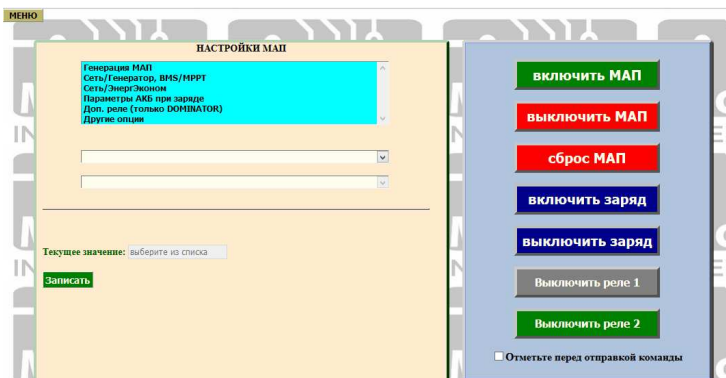 МЕНЮ
НАСТРОЙКИ МАП
Генерация МАП
Сеть/Генератор, BMS/MPPT
Сеть/ЭнергЭконом
Параметры АКБ при заряде
Доп. реле (только DOMINATOR)
Другие опции
Текущее значение: выберите из списка
Записать
включить МАП
выключить МАП
сброс МАП
включить заряд
выключить заряд
Выключить реле 1
Выключить реле 2
Отметьте перед отправкой команды